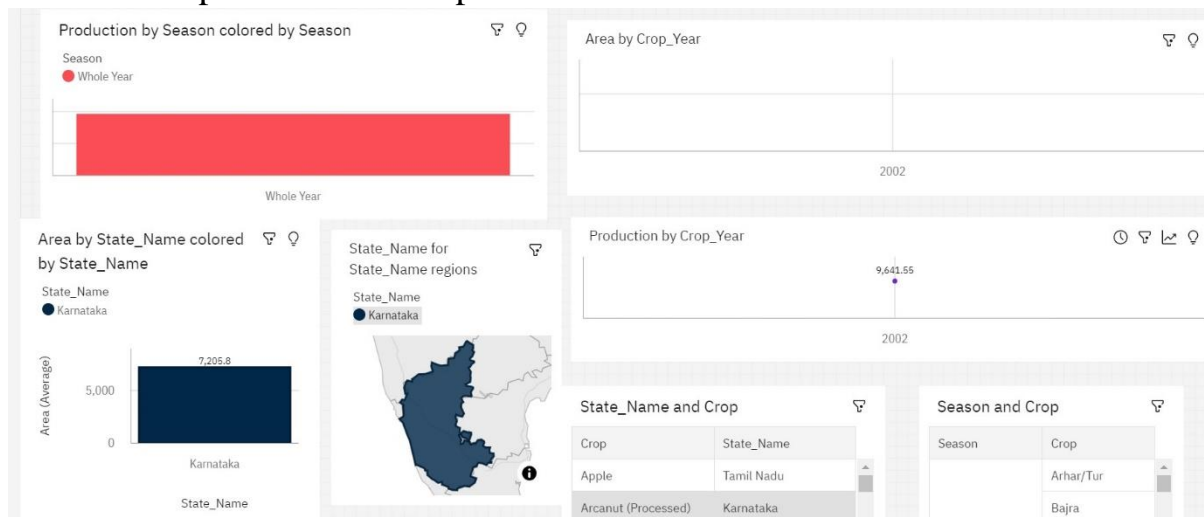 Production by Season colored by Season
Season
Whole Year
Whole Year
Area by Crop_Year
2002
Area by State_Name colored
by State_Name
State_Name
Karnataka
Area (Average)
7,205.8
5,000
0
Karnataka
State_Name
State_Name for
State_Name regions
State_Name
Karnataka
Production by Crop_Year
9,641.55
2002
State_Name and Crop
Crop State_Name
Apple Tamil Nadu
Arcanut (Processed) Karnataka
Season and Crop
Season Crop
Arhar/Tur
Bajra